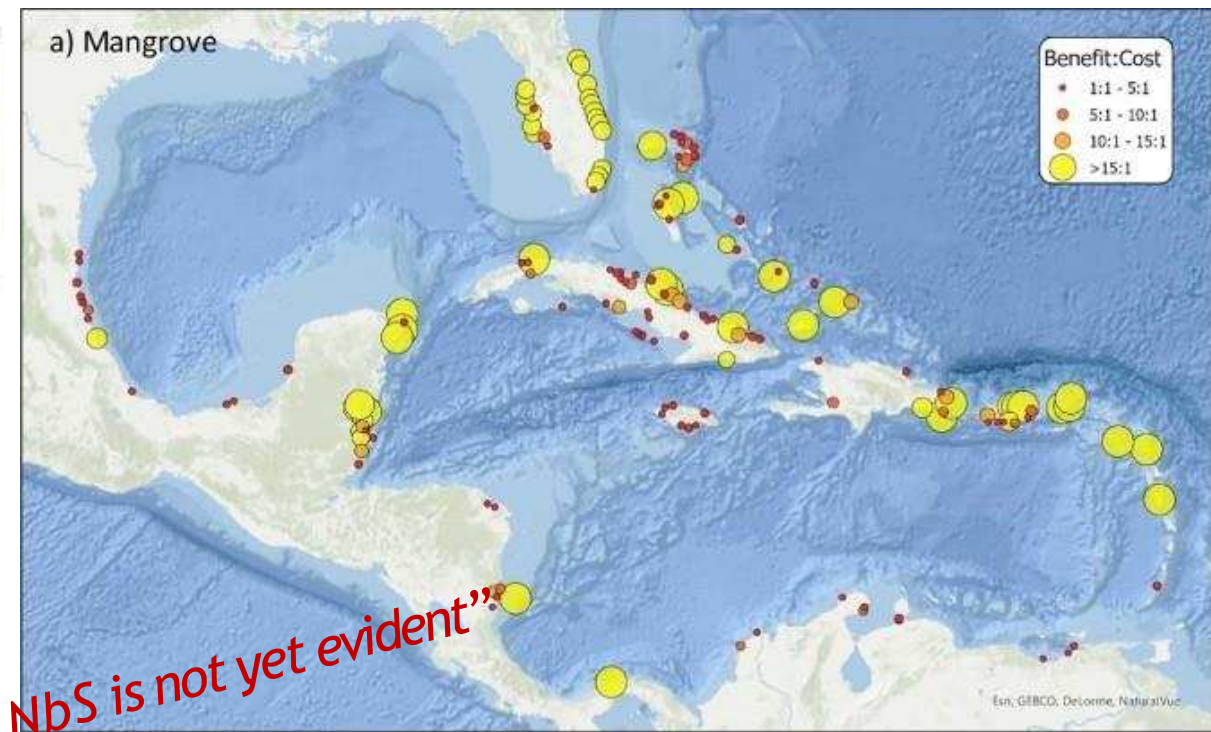 a) Mangrove
Benefit:Cost
1:1 - 5:1
5:1 - 10:1
10:1 - 15:1
>15:1
NbS is not yet evident”
Esri, GEBCO, DeLorme, NaturalVue